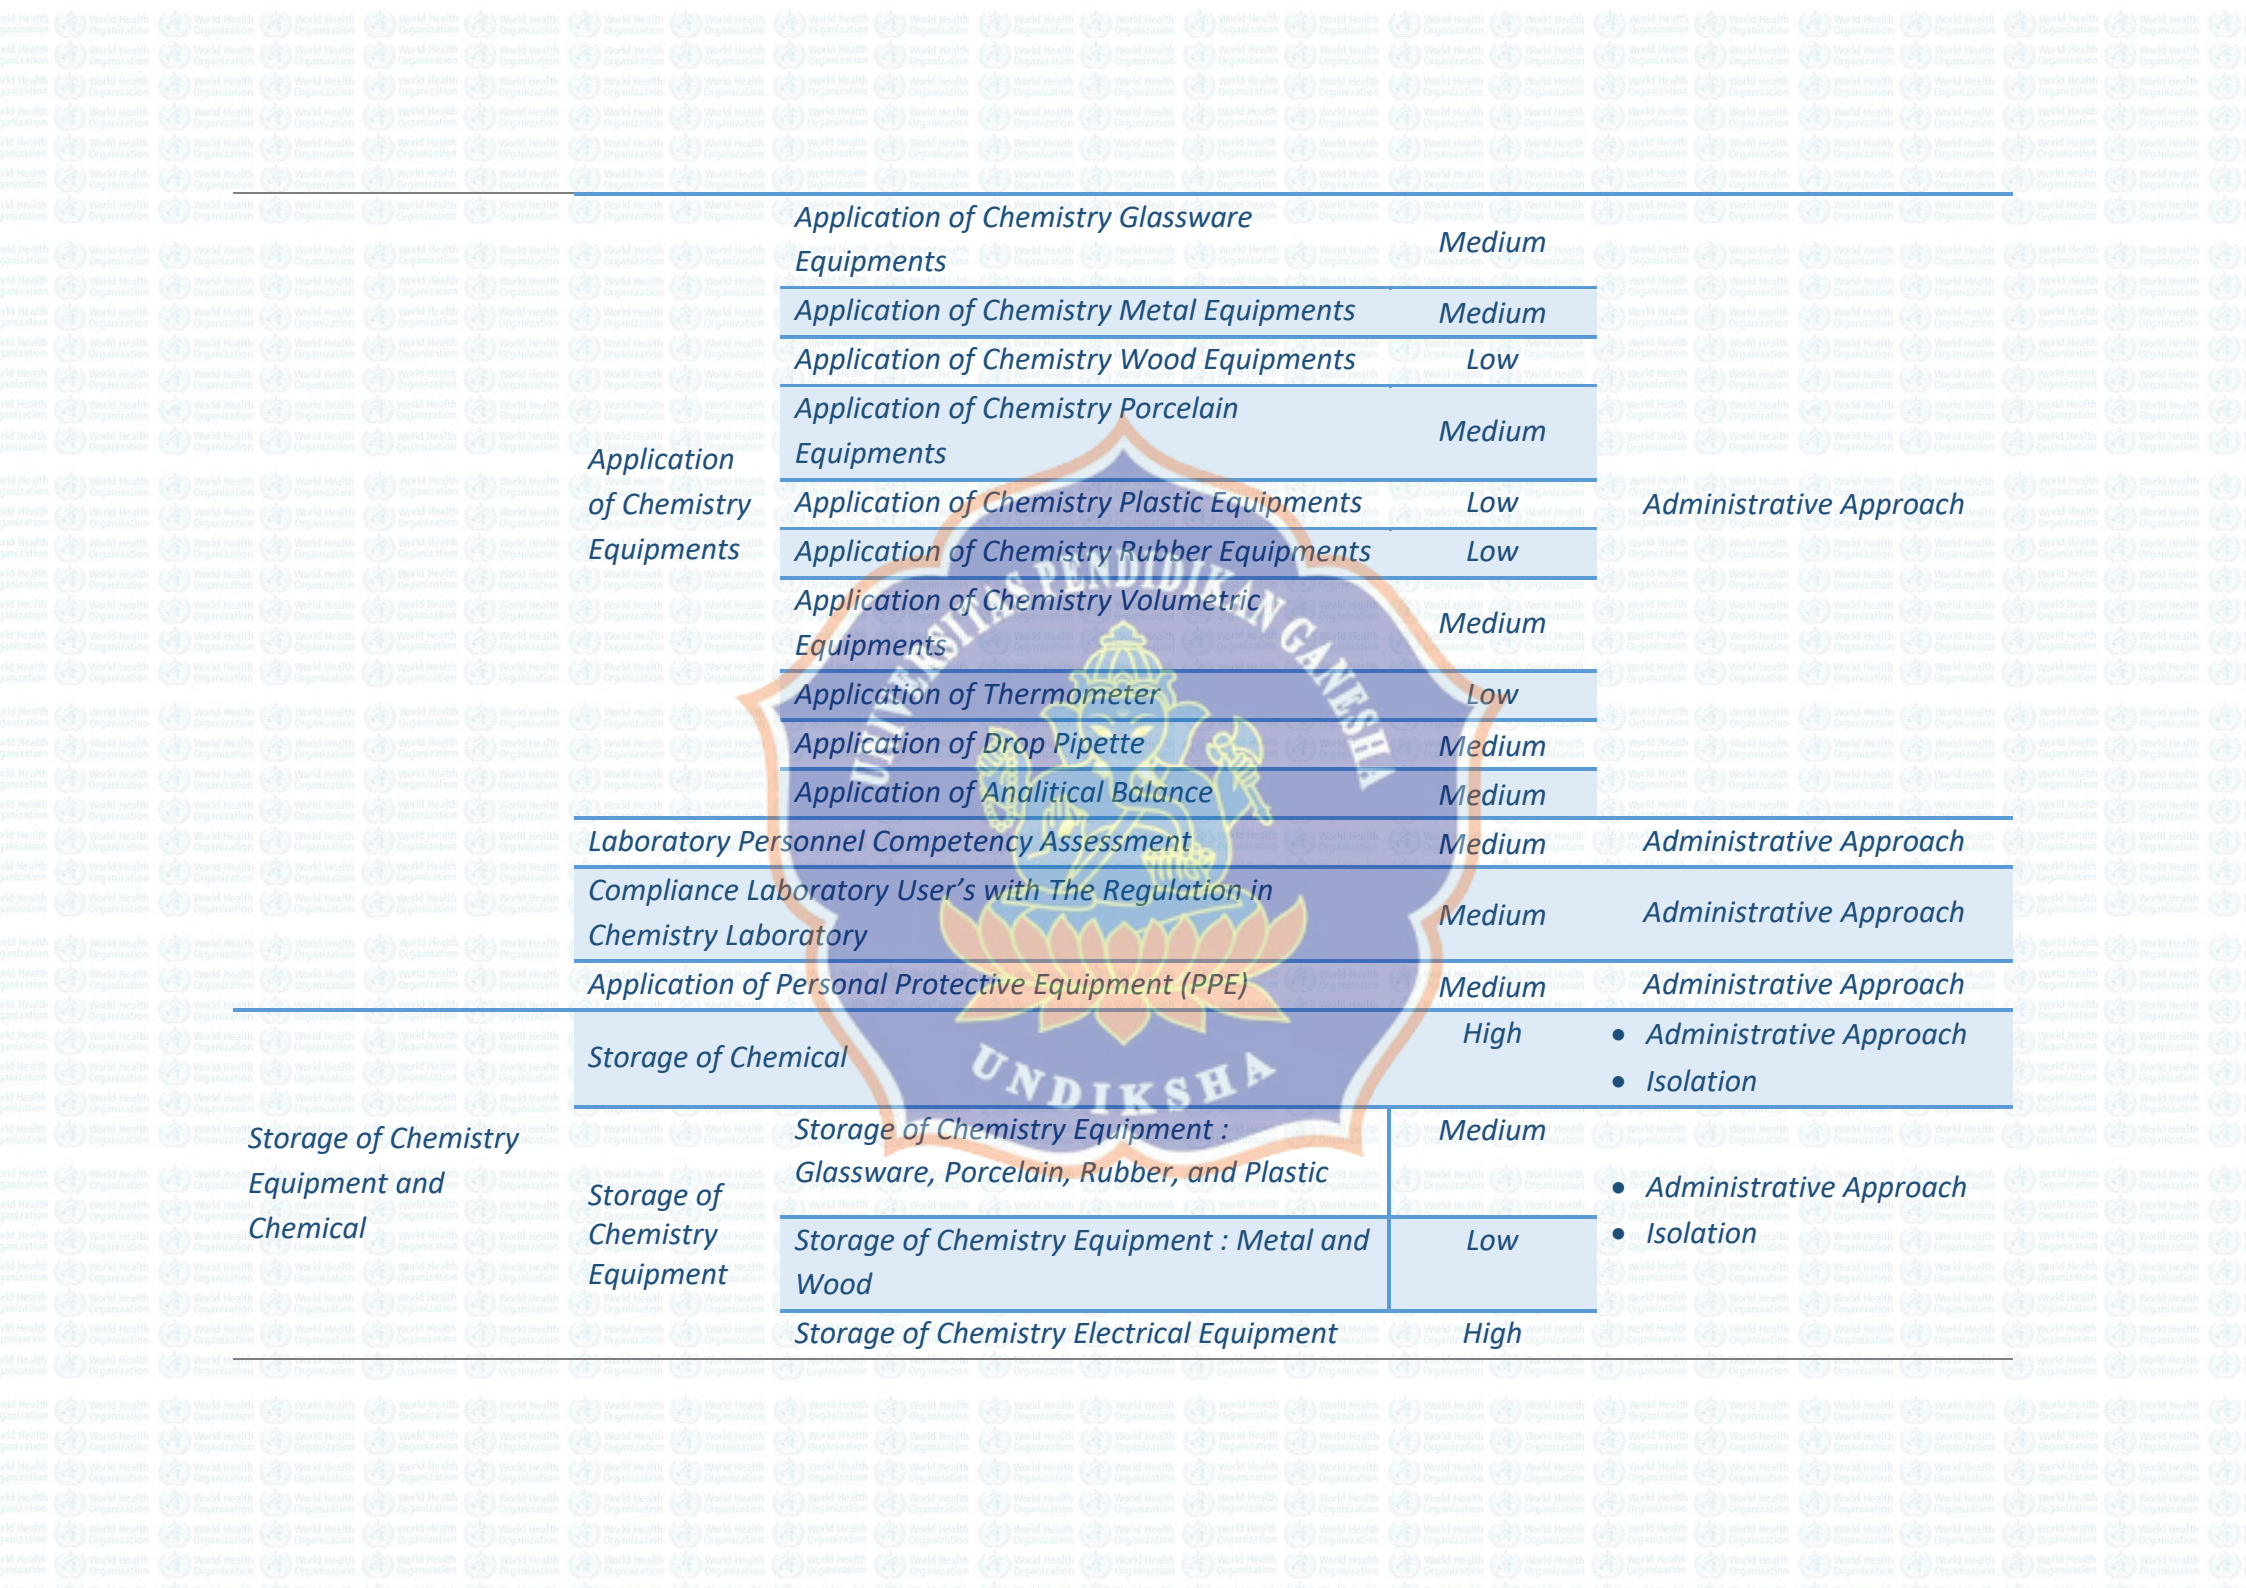 Application of Chemistry Glassware
Equipments
Medium
Application of Chemistry Metal Equipments
Medium
Application of Chemistry Wood Equipments
Low
Application of Chemistry Porcelain
Equipments
Medium
Application
of Chemistry
Equipments
Application of Chemistry Plastic Equipments
Low
Administrative Approach
Application of Chemistry Rubber Equipments
Low
Application of Chemistry Volumetric
Equipments
Medium
Application of Thermometer
Low
Application of Drop Pipette
Medium
Application of Analitical Balance
Medium
Laboratory Personnel Competency Assessment
Medium
Administrative Approach
Compliance Laboratory User's with The Regulation in
Chemistry Laboratory
Medium
Administrative Approach
Application of Personal Protective Equipment (PPE)
Medium
Administrative Approach
Storage of Chemistry
Equipment and
Chemical
Storage of Chemical
High
• Administrative Approach
• Isolation
Storage of
Chemistry
Equipment
Storage of Chemistry Equipment :
Glassware, Porcelain, Rubber, and Plastic
Medium
• Administrative Approach
• Isolation
Storage of Chemistry Equipment : Metal and
Wood
Low
Storage of Chemistry Electrical Equipment
High
UNIVERSITAS PENDIDIKAN GANESHA
UNDIKSHA
World Health
Organization